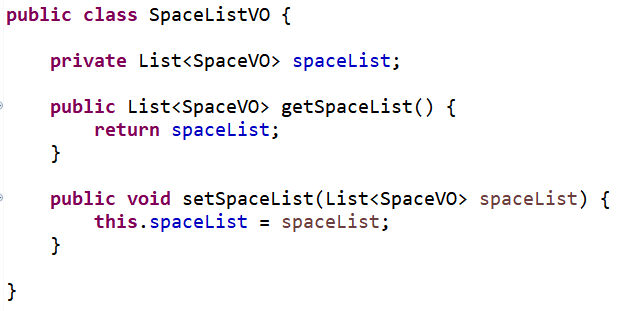 public class SpaceListVO {
private List<SpaceVO> spaceList;
public List<SpaceVO> getSpaceList() {
return spaceList;
}
public void setSpaceList(List<SpaceVO> spaceList) {
this.spaceList = spaceList;
}
}